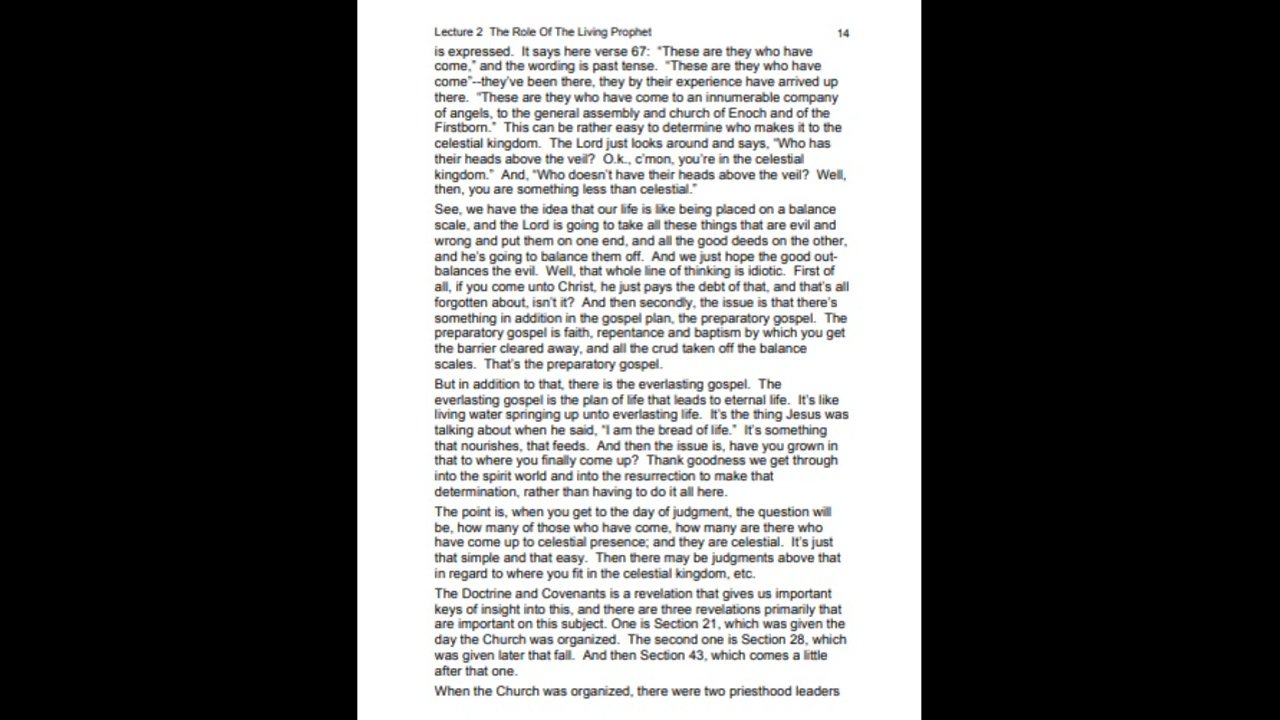 Lecture 2 The Role Of The Living Prophet 14
is expressed. It says here verse 67: "These are they who have
come," and the wording is past tense. "These are they who have
come"--they've been there, they by their experience have arrived up
there. "These are they who have come to an innumerable company
of angels, to the general assembly and church of Enoch and of the
Firstborn." This can be rather easy to determine who makes it to the
celestial kingdom. The Lord just looks around and says, "Who has
their heads above the veil? O.k., c'mon, you're in the celestial
kingdom." And, "Who doesn't have their heads above the veil? Well,
then, you are something less than celestial."
See, we have the idea that our life is like being placed on a balance
scale, and the Lord is going to take all these things that are evil and
wrong and put them on one end, and all the good deeds on the other,
and he's going to balance them off. And we just hope the good out-
balances the evil. Well, that whole line of thinking is idiotic. First of
all, if you come unto Christ, he just pays the debt of that, and that's all
forgotten about, isn't it? And then secondly, the issue is that there's
something in addition in the gospel plan, the preparatory gospel. The
preparatory gospel is faith, repentance and baptism by which you get
the barrier cleared away, and all the crud taken off the balance
scales. That's the preparatory gospel.
But in addition to that, there is the everlasting gospel. The
everlasting gospel is the plan of life that leads to eternal life. It's like
living water springing up unto everlasting life. It's the thing Jesus was
talking about when he said, "I am the bread of life." It's something
that nourishes, that feeds. And then the issue is, have you grown in
that to where you finally come up? Thank goodness we get through
into the spirit world and into the resurrection to make that
determination, rather than having to do it all here.
The point is, when you get to the day of judgment, the question will
be, how many of those who have come, how many are there who
have come up to celestial presence; and they are celestial. It's just
that simple and that easy. Then there may be judgments above that
in regard to where you fit in the celestial kingdom, etc.
The Doctrine and Covenants is a revelation that gives us important
keys of insight into this, and there are three revelations primarily that
are important on this subject. One is Section 21, which was given the
day the Church was organized. The second one is Section 28, which
was given later that fall. And then Section 43, which comes a little
after that one.
When the Church was organized, there were two priesthood leaders